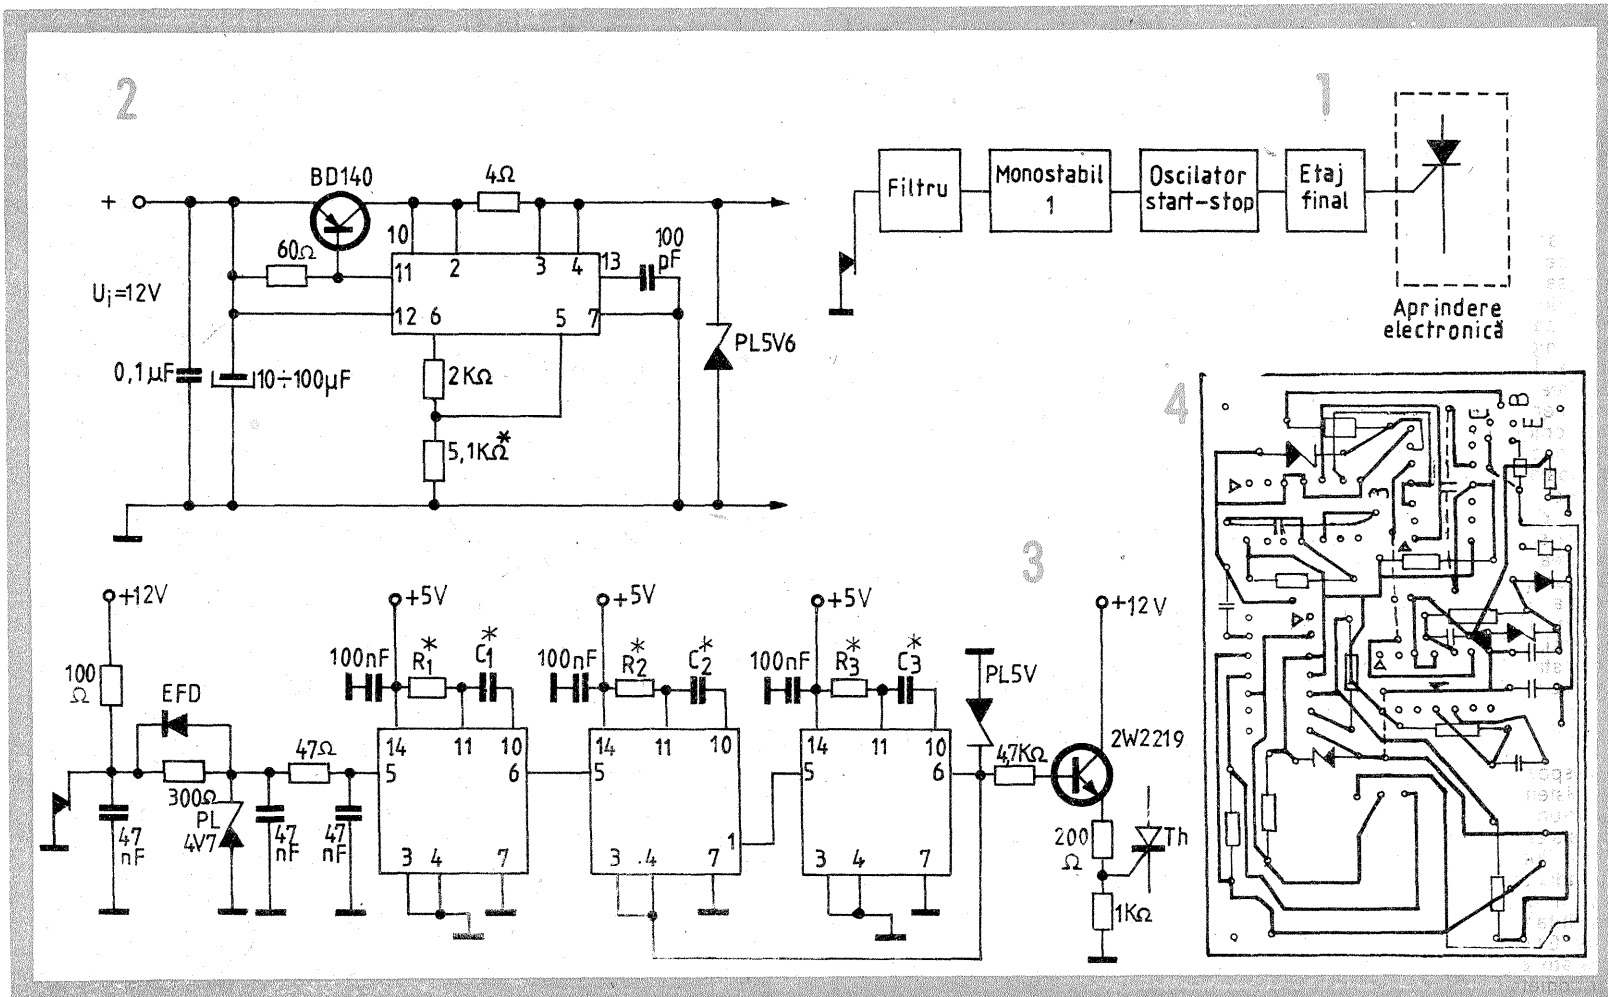 2
BD140
4Ω
+
10
60Ω
11
2
3
4
13
100
pF
Ui=12V
12
6
5
7
PL5V6
0,1µF
10÷100µF
2KΩ
5,1KΩ*
1
Filtru
Monostabil
1
Oscilator
start-stop
Etaj
final
Aprindere
electronică
3
+12V
100
Ω
EFD
300Ω
PL
4V7
47
nF
47
nF
47Ω
47
nF
+5V
100nF
R1*
C1*
14
11
10
5
6
3
4
7
+5V
100nF
R2*
C2*
14
11
10
5
1
3
4
7
+5V
100nF
R3*
C3*
14
11
10
5
6
3
4
7
PL5V
4,7KΩ
+12V
2W2219
200
Ω
Th
1KΩ
4
C
B
E
3